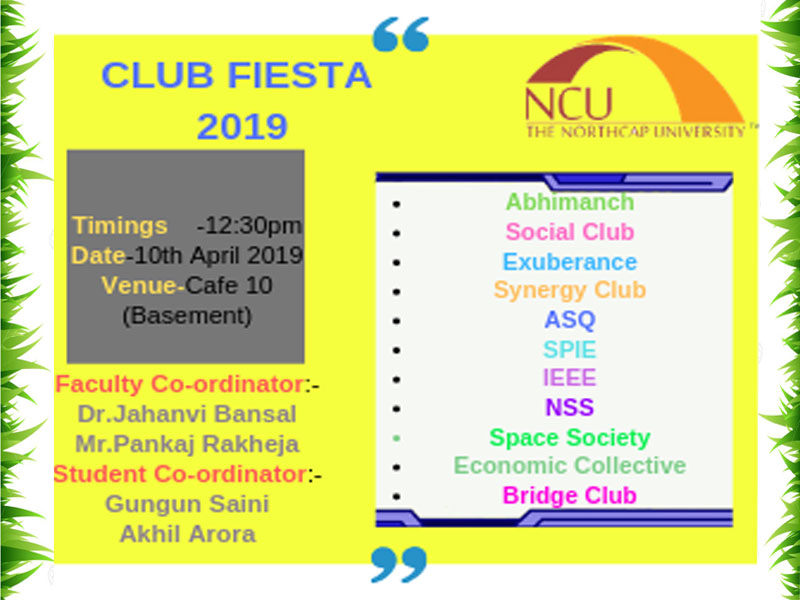 “
CLUB FIESTA
2019
NCU
THE NORTHCAP UNIVERSITY™
Timings -12:30pm
Date-10th April 2019
Venue-Cafe 10
(Basement)
Faculty Co-ordinator:-
Dr.Jahanvi Bansal
Mr.Pankaj Rakheja
Student Co-ordinator:-
Gungun Saini
Akhil Arora
• Abhimanch
• Social Club
• Exuberance
• Synergy Club
• ASQ
• SPIE
• IEEE
• NSS
• Space Society
• Economic Collective
• Bridge Club
”